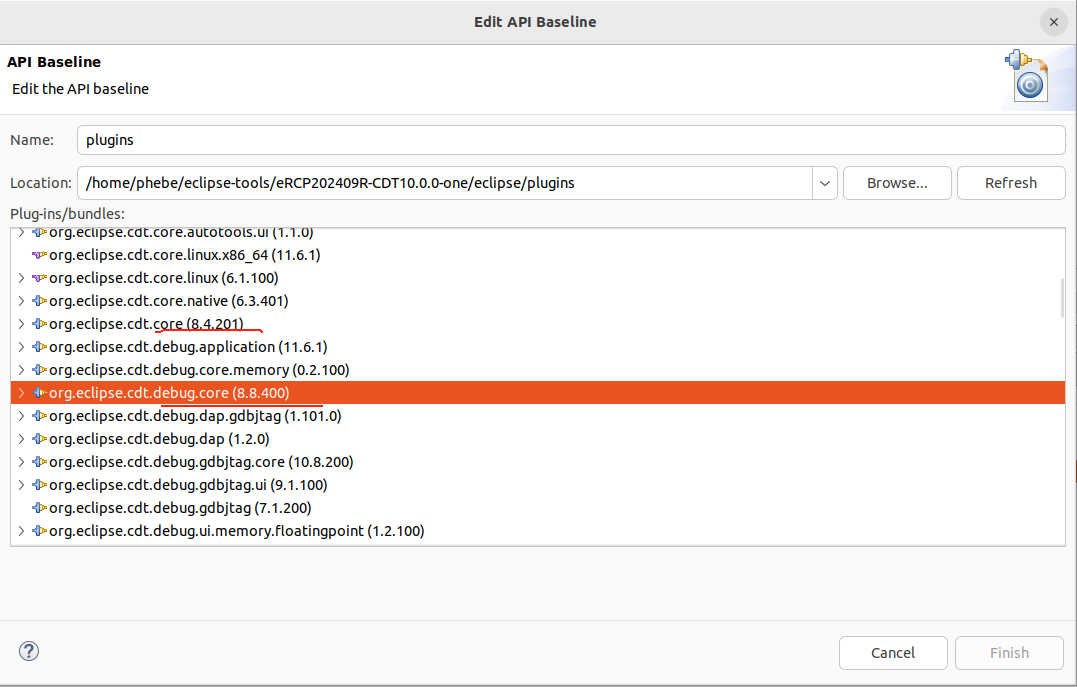 Edit API Baseline
API Baseline
Edit the API baseline
Name: plugins
Location: /home/phebe/eclipse-tools/eRCP202409R-CDT10.0.0-one/eclipse/plugins Browse... Refresh
Plug-ins/bundles:
org.eclipse.cdt.core.autotools.ui (1.1.0)
org.eclipse.cdt.core.linux.x86_64 (11.6.1)
org.eclipse.cdt.core.linux (6.1.100)
org.eclipse.cdt.core.native (6.3.401)
org.eclipse.cdt.core (8.4.201)
org.eclipse.cdt.debug.application (11.6.1)
org.eclipse.cdt.debug.core.memory (0.2.100)
org.eclipse.cdt.debug.core (8.8.400)
org.eclipse.cdt.debug.dap.gdbjtag (1.101.0)
org.eclipse.cdt.debug.dap (1.2.0)
org.eclipse.cdt.debug.gdbjtag.core (10.8.200)
org.eclipse.cdt.debug.gdbjtag.ui (9.1.100)
org.eclipse.cdt.debug.gdbjtag (7.1.200)
org.eclipse.cdt.debug.ui.memory.floatingpoint (1.2.100)
? Cancel Finish